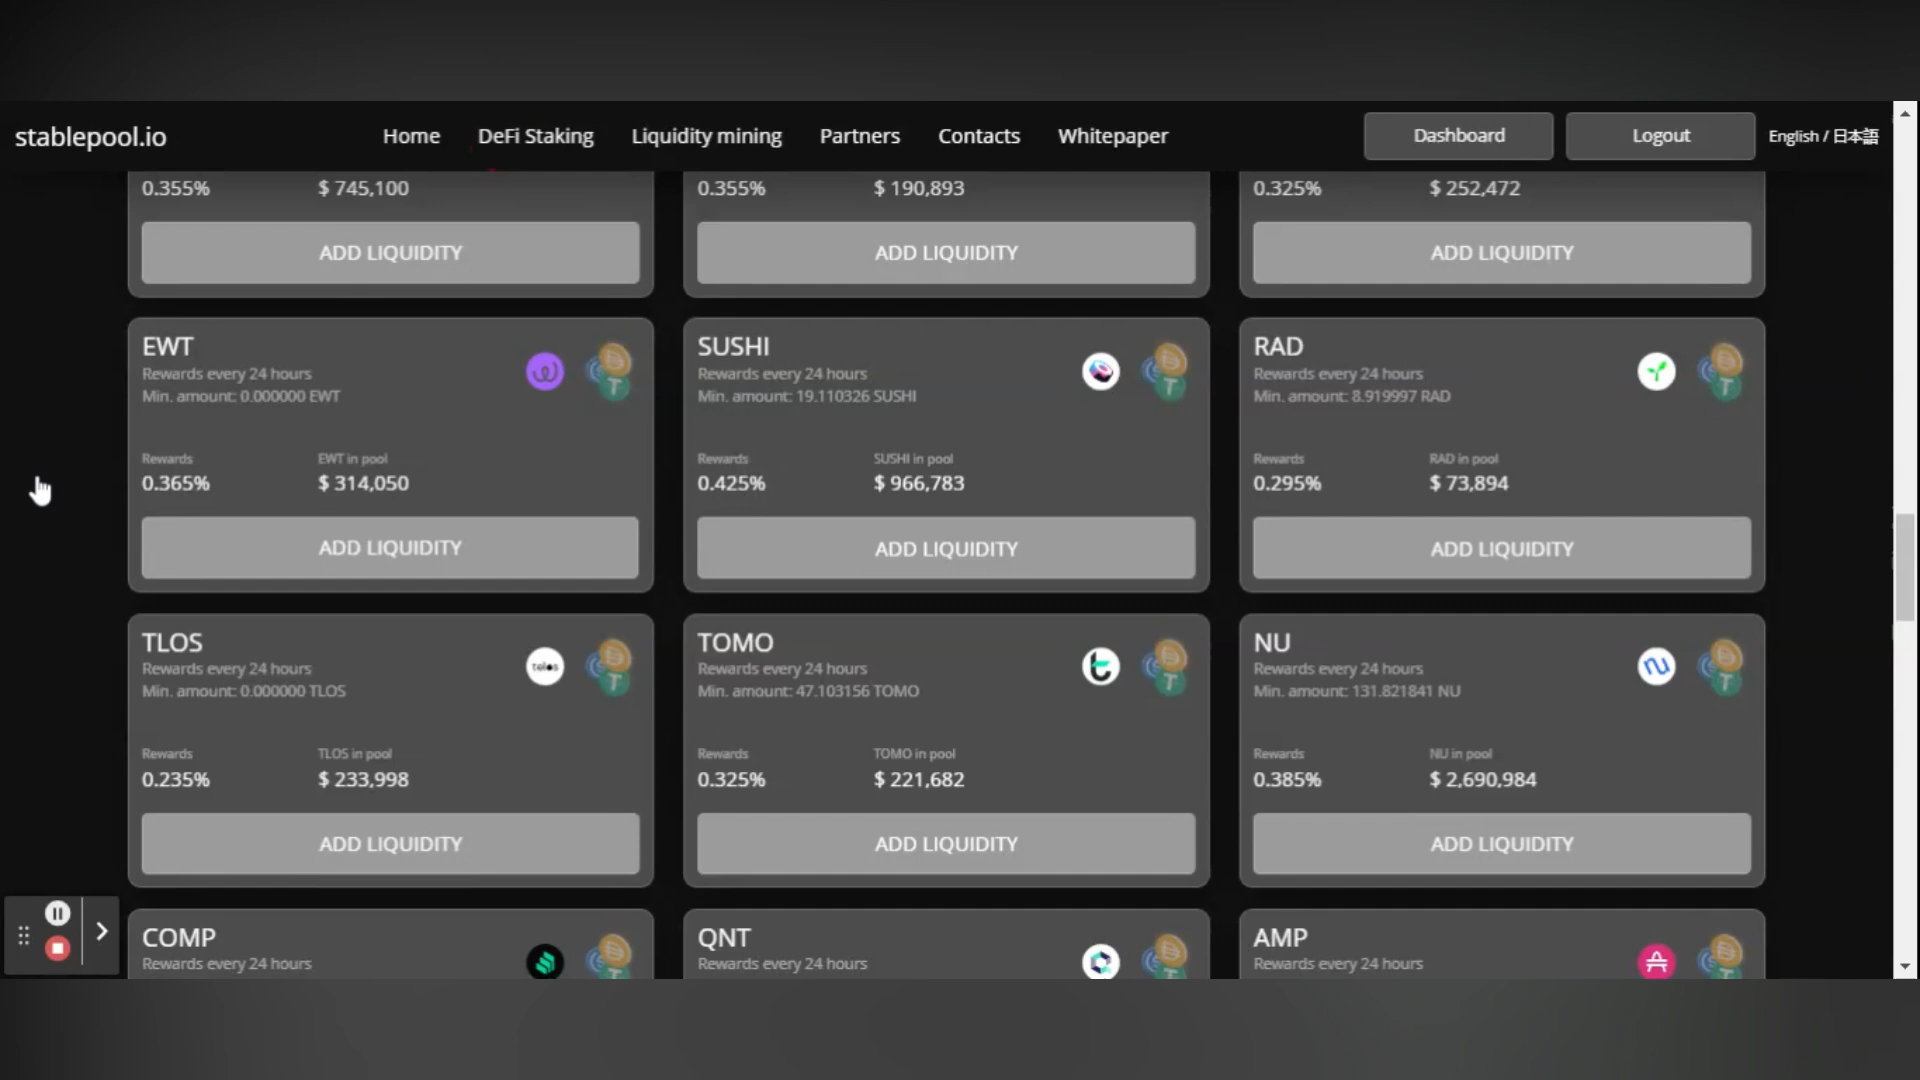 stablepool.io Home DeFi Staking Liquidity mining Partners Contacts Whitepaper Dashboard Logout English / 日本語
0.355% $ 745,100 0.355% $ 190,893 0.325% $ 252,472
ADD LIQUIDITY ADD LIQUIDITY ADD LIQUIDITY
EWT SUSHI RAD
Rewards every 24 hours Rewards every 24 hours Rewards every 24 hours
Min. amount: 0.000000 EWT Min. amount: 19.110326 SUSHI Min. amount: 8.919997 RAD
Rewards EWT in pool Rewards SUSHI in pool Rewards RAD in pool
0.365% $ 314,050 0.425% $ 966,783 0.295% $ 73,894
ADD LIQUIDITY ADD LIQUIDITY ADD LIQUIDITY
TLOS TOMO NU
Rewards every 24 hours telos Rewards every 24 hours Rewards every 24 hours
Min. amount: 0.000000 TLOS Min. amount: 47.103156 TOMO Min. amount: 131.821841 NU
Rewards TLOS in pool Rewards TOMO in pool Rewards NU in pool
0.235% $ 233,998 0.325% $ 221,682 0.385% $ 2,690,984
ADD LIQUIDITY ADD LIQUIDITY ADD LIQUIDITY
COMP QNT AMP
Rewards every 24 hours Rewards every 24 hours Rewards every 24 hours